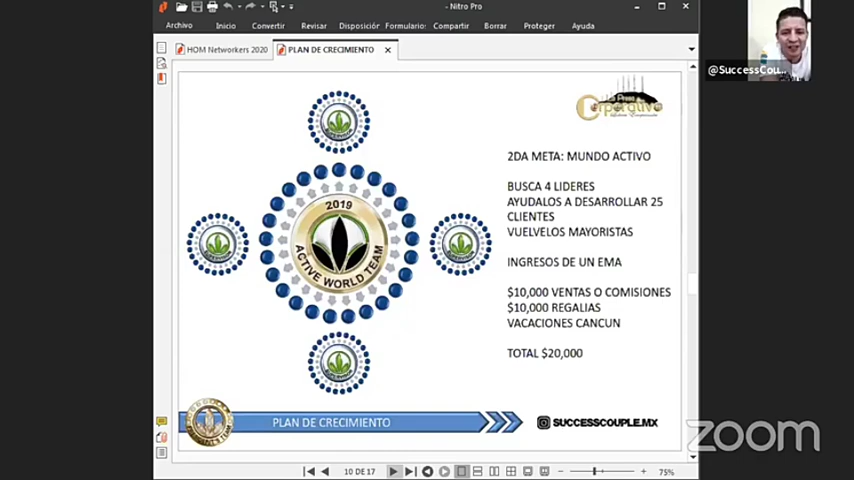 - Nitro Pro
Archivo Inicio Convertir Revisar Disposición Formularios Compartir Borrar Proteger Ayuda
HOM Networkers 2020 PLAN DE CRECIMIENTO
@SuccessCou...
Corporativo
2DA META: MUNDO ACTIVO
BUSCA 4 LIDERES
AYUDALOS A DESARROLLAR 25
CLIENTES
VUELVELOS MAYORISTAS
INGRESOS DE UN EMA
$10,000 VENTAS O COMISIONES
$10,000 REGALIAS
VACACIONES CANCUN
TOTAL $20,000
2019
ACTIVE WORLD TEAM
PLAN DE CRECIMIENTO
SUCCESSCOUPLE.MX
zoom
10 DE 17
75%